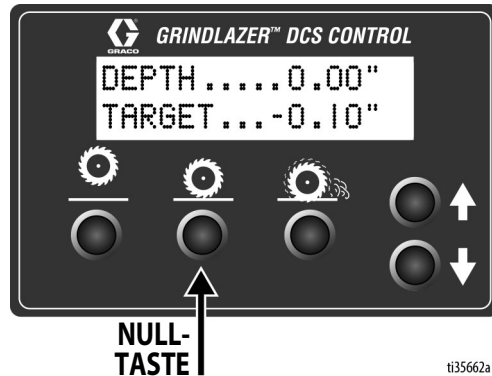 GRACO
GRINDLAZER™ DCS CONTROL
DEPTH.....0.00"
TARGET...-0.10"
NULL-
TASTE
ti35662a